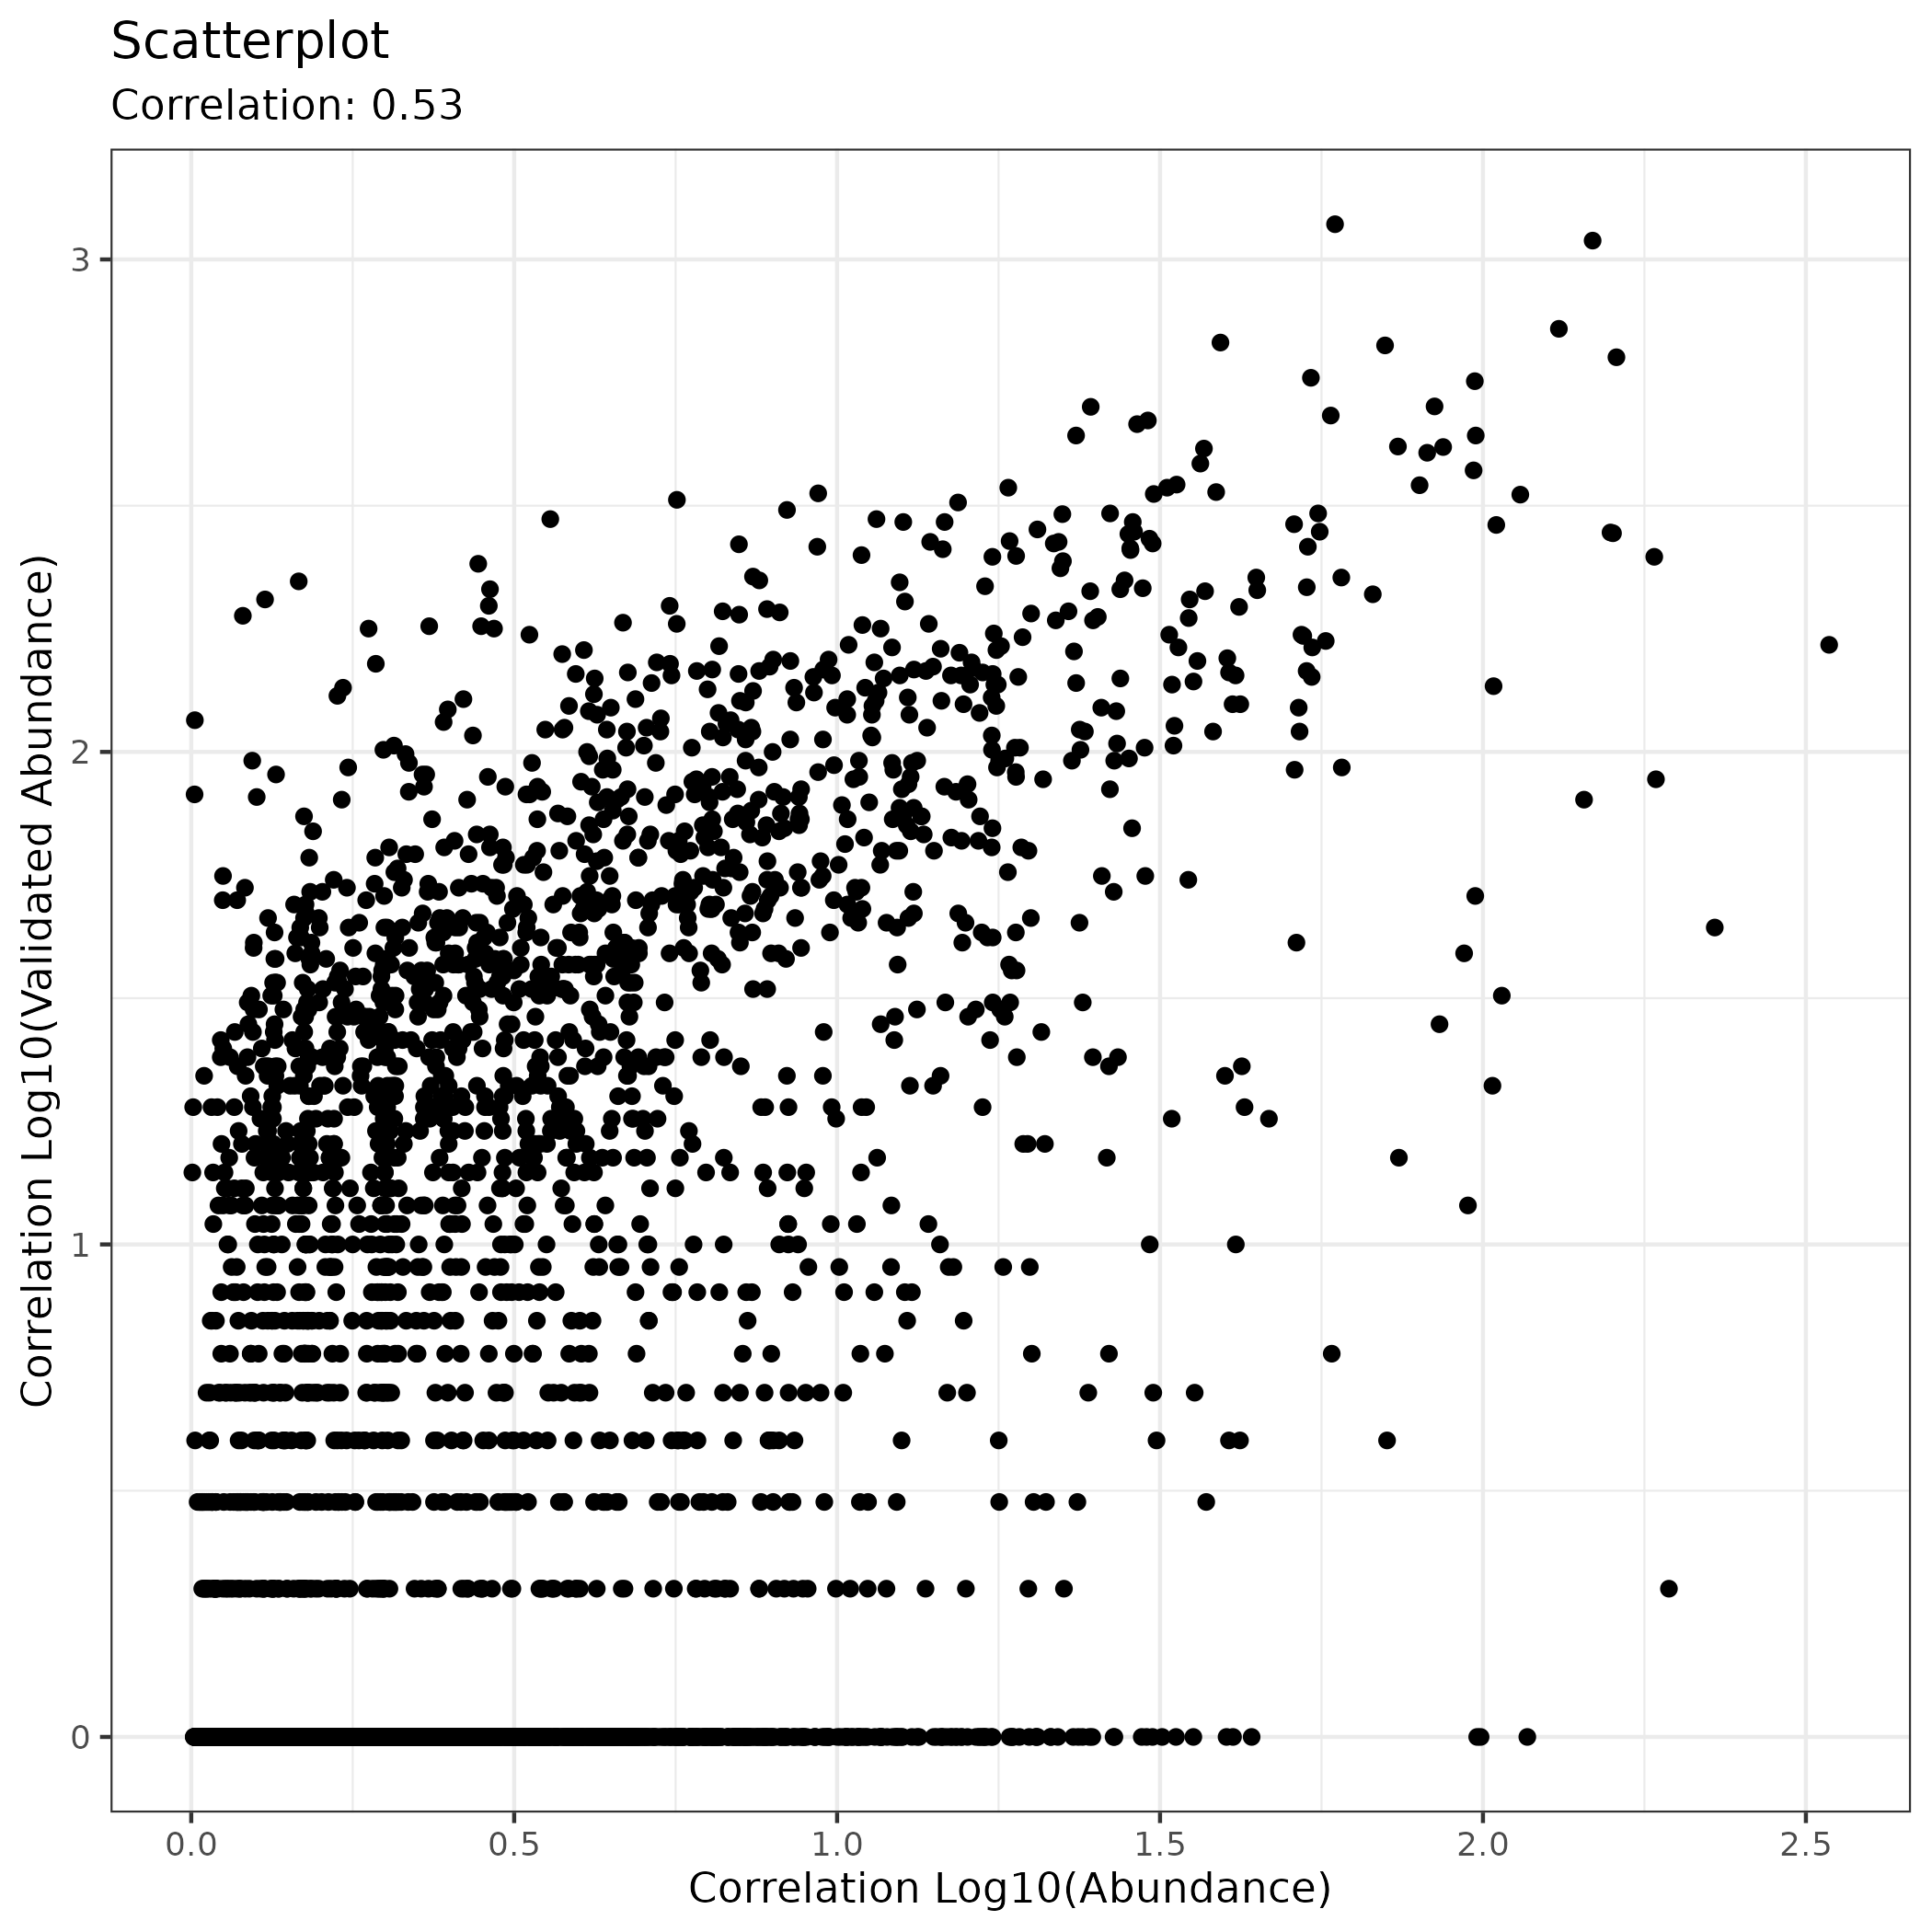 Scatterplot
Correlation: 0.53
Correlation Log10(Validated Abundance)
3
2
1
0
0.0 0.5 1.0 1.5 2.0 2.5
Correlation Log10(Abundance)